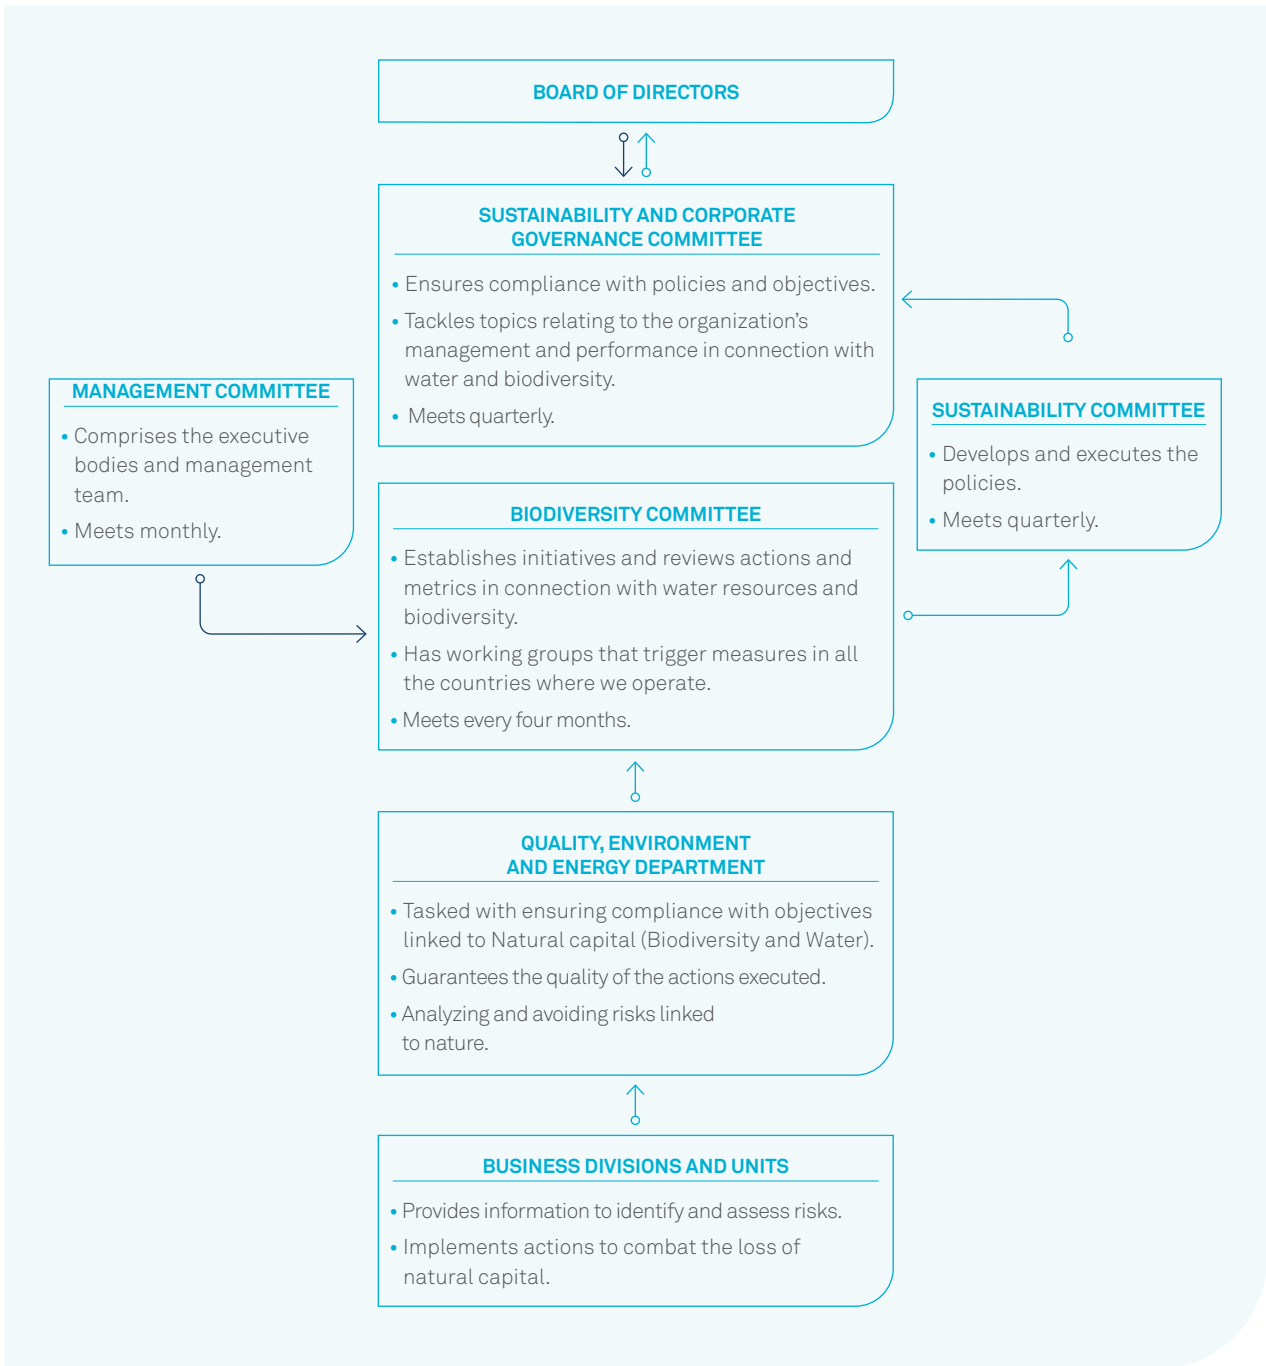 BOARD OF DIRECTORS
SUSTAINABILITY AND CORPORATE
GOVERNANCE COMMITTEE
• Ensures compliance with policies and objectives.
• Tackles topics relating to the organization’s
management and performance in connection with
water and biodiversity.
• Meets quarterly.
MANAGEMENT COMMITTEE
• Comprises the executive
bodies and management
team.
• Meets monthly.
SUSTAINABILITY COMMITTEE
• Develops and executes the
policies.
• Meets quarterly.
BIODIVERSITY COMMITTEE
• Establishes initiatives and reviews actions and
metrics in connection with water resources and
biodiversity.
• Has working groups that trigger measures in all
the countries where we operate.
• Meets every four months.
QUALITY, ENVIRONMENT
AND ENERGY DEPARTMENT
• Tasked with ensuring compliance with objectives
linked to Natural capital (Biodiversity and Water).
• Guarantees the quality of the actions executed.
• Analyzing and avoiding risks linked
to nature.
BUSINESS DIVISIONS AND UNITS
• Provides information to identify and assess risks.
• Implements actions to combat the loss of
natural capital.